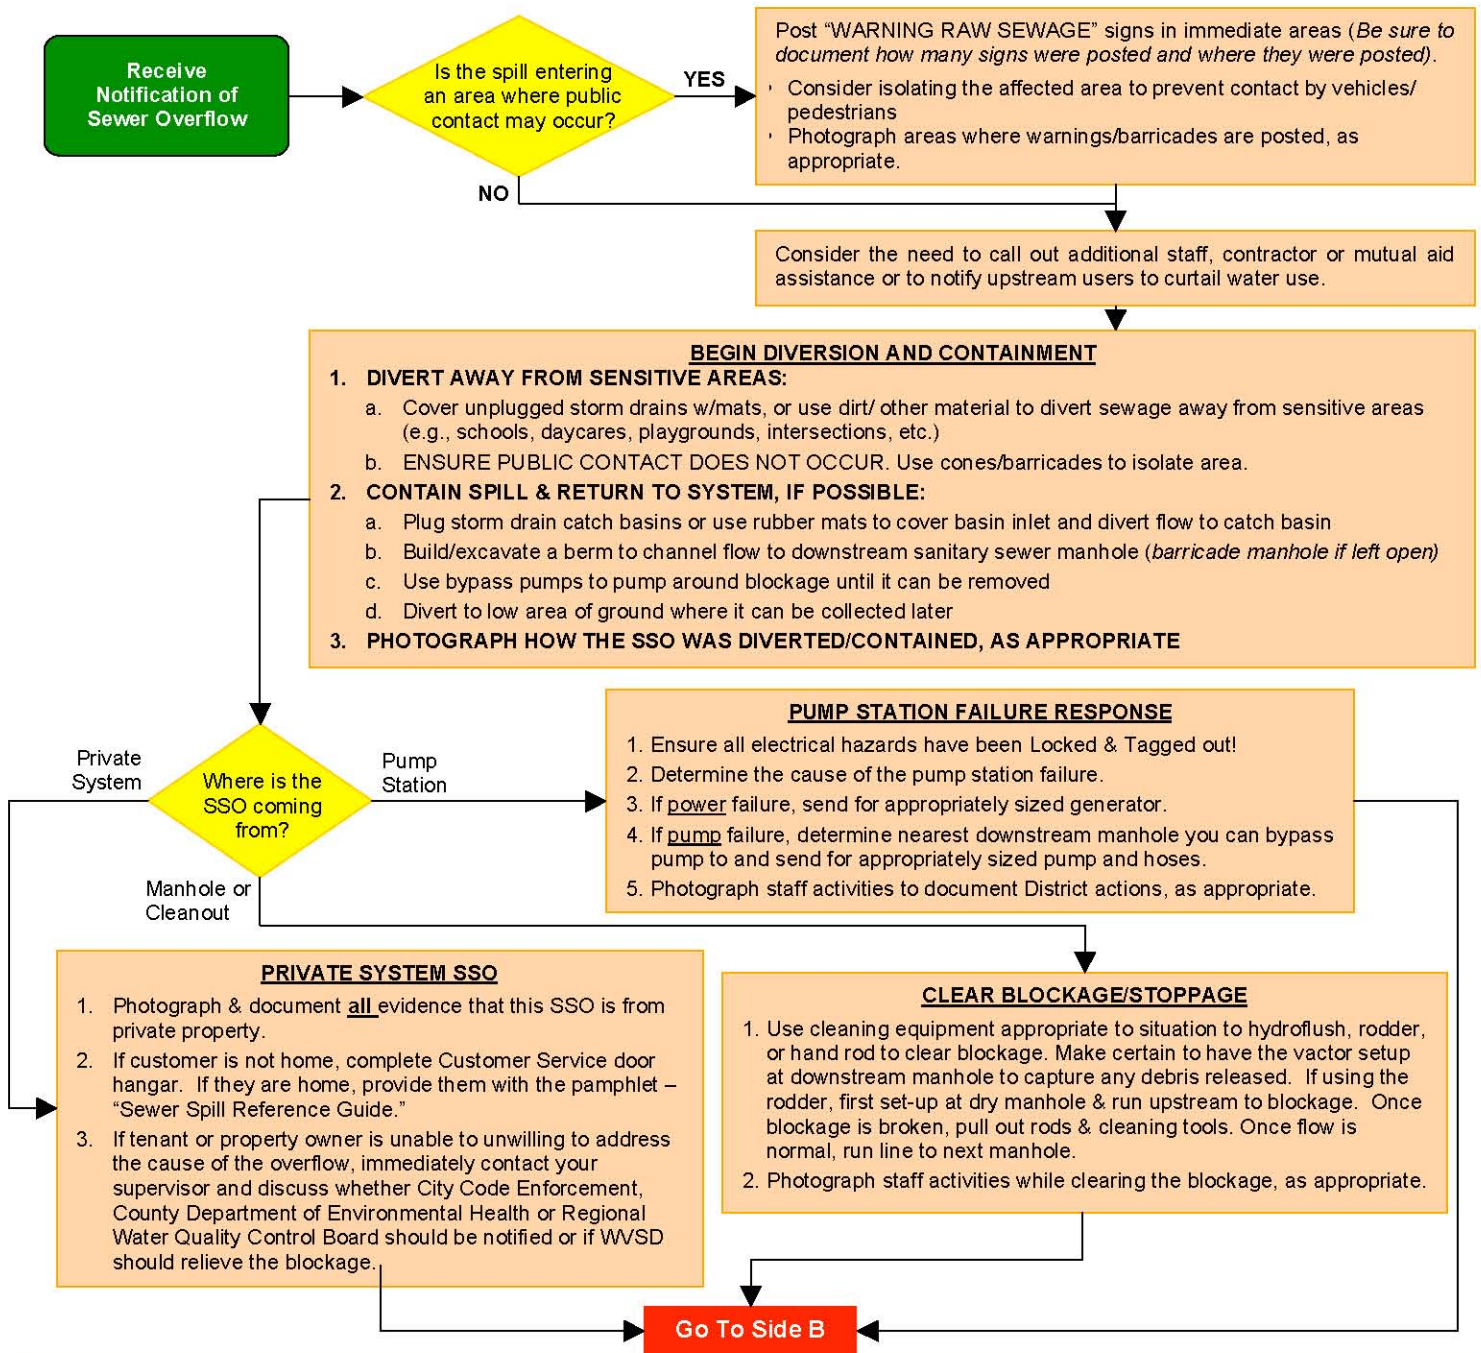 Receive
Notification of
Sewer Overflow
Is the spill entering
an area where public
contact may occur?
YES
NO
Post “WARNING RAW SEWAGE” signs in immediate areas (Be sure to
document how many signs were posted and where they were posted).
· Consider isolating the affected area to prevent contact by vehicles/
pedestrians
· Photograph areas where warnings/barricades are posted, as
appropriate.
Consider the need to call out additional staff, contractor or mutual aid
assistance or to notify upstream users to curtail water use.
BEGIN DIVERSION AND CONTAINMENT
1. DIVERT AWAY FROM SENSITIVE AREAS:
a. Cover unplugged storm drains w/mats, or use dirt/ other material to divert sewage away from sensitive areas
(e.g., schools, daycares, playgrounds, intersections, etc.)
b. ENSURE PUBLIC CONTACT DOES NOT OCCUR. Use cones/barricades to isolate area.
2. CONTAIN SPILL & RETURN TO SYSTEM, IF POSSIBLE:
a. Plug storm drain catch basins or use rubber mats to cover basin inlet and divert flow to catch basin
b. Build/excavate a berm to channel flow to downstream sanitary sewer manhole (barricade manhole if left open)
c. Use bypass pumps to pump around blockage until it can be removed
d. Divert to low area of ground where it can be collected later
3. PHOTOGRAPH HOW THE SSO WAS DIVERTED/CONTAINED, AS APPROPRIATE
Where is the
SSO coming
from?
Private
System
Pump
Station
Manhole or
Cleanout
PUMP STATION FAILURE RESPONSE
1. Ensure all electrical hazards have been Locked & Tagged out!
2. Determine the cause of the pump station failure.
3. If power failure, send for appropriately sized generator.
4. If pump failure, determine nearest downstream manhole you can bypass
pump to and send for appropriately sized pump and hoses.
5. Photograph staff activities to document District actions, as appropriate.
PRIVATE SYSTEM SSO
1. Photograph & document all evidence that this SSO is from
private property.
2. If customer is not home, complete Customer Service door
hangar. If they are home, provide them with the pamphlet –
“Sewer Spill Reference Guide.”
3. If tenant or property owner is unable to unwilling to address
the cause of the overflow, immediately contact your
supervisor and discuss whether City Code Enforcement,
County Department of Environmental Health or Regional
Water Quality Control Board should be notified or if WVSD
should relieve the blockage.
CLEAR BLOCKAGE/STOPPAGE
1. Use cleaning equipment appropriate to situation to hydroflush, rodder,
or hand rod to clear blockage. Make certain to have the vactor setup
at downstream manhole to capture any debris released. If using the
rodder, first set-up at dry manhole & run upstream to blockage. Once
blockage is broken, pull out rods & cleaning tools. Once flow is
normal, run line to next manhole.
2. Photograph staff activities while clearing the blockage, as appropriate.
Go To Side B